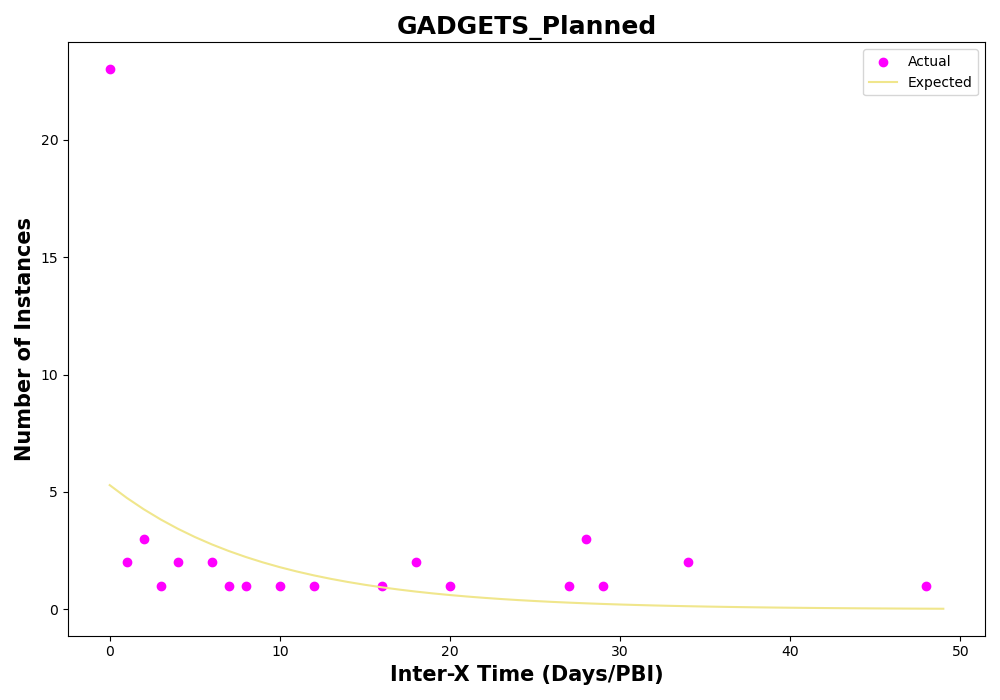 GADGETS_Planned
Actual
Expected
20
15
10
5
0
Number of Instances
0 10 20 30 40 50
Inter-X Time (Days/PBI)